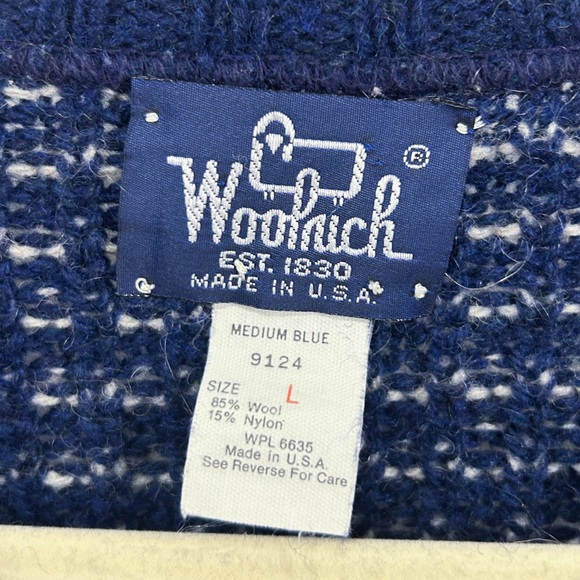 ®
Woolrich
EST. 1830
MADE IN U.S.A.
MEDIUM BLUE
9124
SIZE L
85% Wool
15% Nylon
WPL 6635
Made in U.S.A.
See Reverse For Care